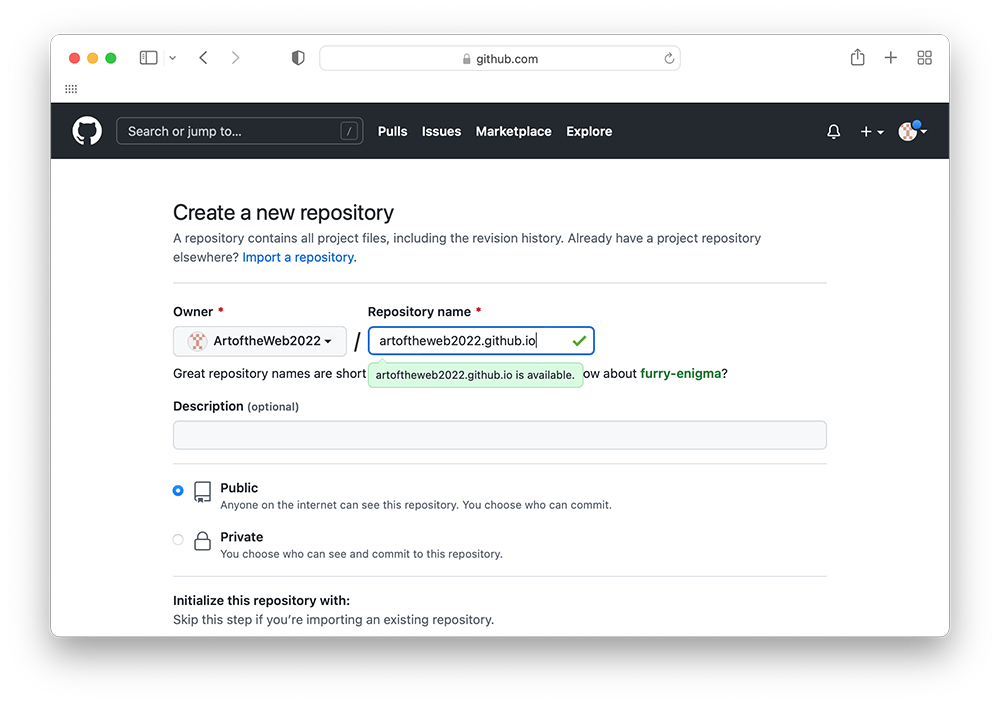 github.com
Search or jump to... /
Pulls Issues Marketplace Explore
Create a new repository
A repository contains all project files, including the revision history. Already have a project repository
elsewhere? Import a repository.
Owner * Repository name *
ArtoftheWeb2022 / artoftheweb2022.github.io
Great repository names are short ow about furry-enigma?
artoftheweb2022.github.io is available.
Description (optional)
Public
Anyone on the internet can see this repository. You choose who can commit.
Private
You choose who can see and commit to this repository.
Initialize this repository with:
Skip this step if you’re importing an existing repository.